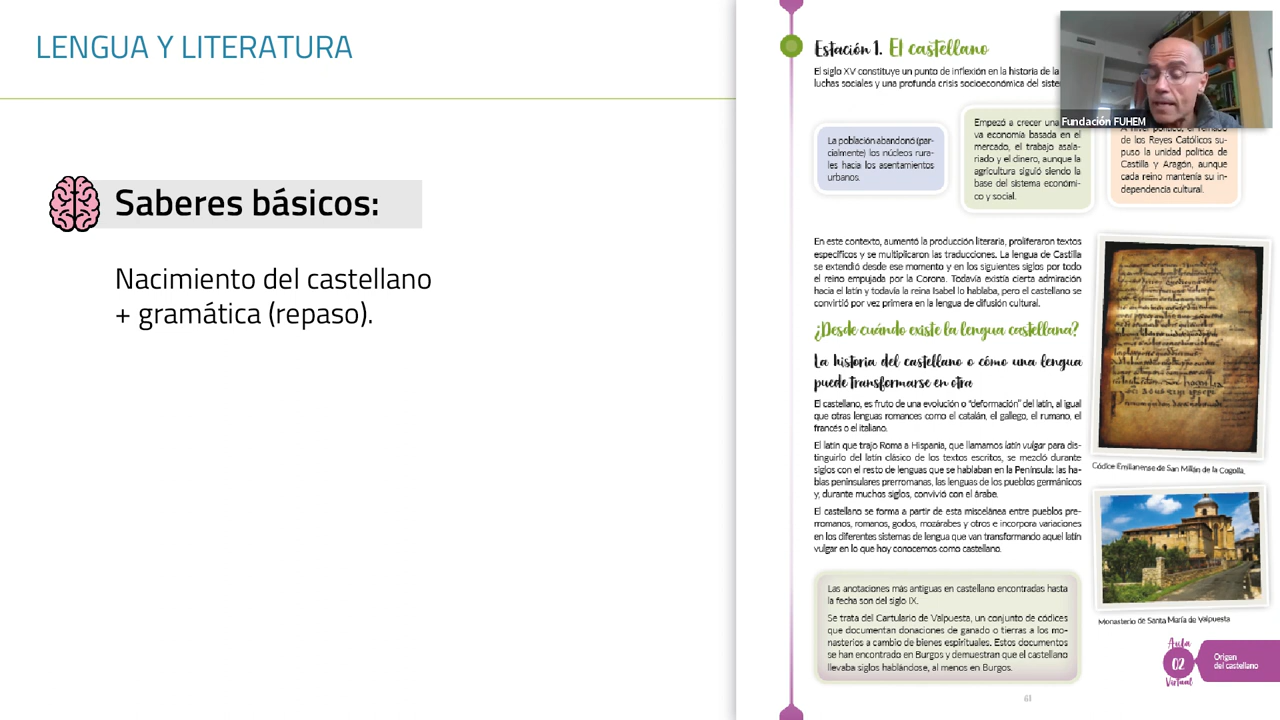 LENGUA Y LITERATURA
Saberes básicos:
Nacimiento del castellano
+ gramática (repaso).
Estación 1. El castellano
El siglo XV constituye un punto de inflexión en la historia de la
luchas sociales y una profunda crisis socioeconómica del siste
La población abandonó (par-
cialmente) los núcleos rura-
les hacia los asentamientos
urbanos.
Empezó a crecer una
va economía basada en el
mercado, el trabajo asala-
riado y el dinero, aunque la
agricultura siguió siendo la
base del sistema económi-
co y social.
A nivel político, el reinado
de los Reyes Católicos su-
puso la unidad política de
Castilla y Aragón, aunque
cada reino mantenía su in-
dependencia cultural.
Fundación FUHEM
En este contexto, aumentó la producción literaria, proliferaron textos
específicos y se multiplicaron las traducciones. La lengua de Castilla
se extendió desde ese momento y en los siguientes siglos por todo
el reino empujada por la Corona. Todavía existía cierta admiración
hacia el latín y todavía la reina Isabel lo hablaba, pero el castellano se
convirtió por vez primera en la lengua de difusión cultural.
¿Desde cuándo existe la lengua castellana?
La historia del castellano o cómo una lengua
puede transformarse en otra
El castellano, es fruto de una evolución o "deformación" del latín, al igual
que otras lenguas romances como el catalán, el gallego, el rumano, el
francés o el italiano.
El latín que trajo Roma a Hispania, que llamamos latín vulgar para dis-
tinguirlo del latín clásico de los textos escritos, se mezcló durante
siglos con el resto de lenguas que se hablaban en la Península: las ha-
blas peninsulares prerromanas, las lenguas de los pueblos germánicos
y, durante muchos siglos, convivió con el árabe.
El castellano se forma a partir de esta miscelánea entre pueblos pre-
rromanos, romanos, godos, mozárabes y otros e incorpora variaciones
en los diferentes sistemas de lengua que van transformando aquel latín
vulgar en lo que hoy conocemos como castellano.
Las anotaciones más antiguas en castellano encontradas hasta
la fecha son del siglo IX.
Se trata del Cartulario de Valpuesta, un conjunto de códices
que documentan donaciones de ganado o tierras a los mo-
nasterios a cambio de bienes espirituales. Estos documentos
se han encontrado en Burgos y demuestran que el castellano
llevaba siglos hablándose, al menos en Burgos.
Códice Emilianense de San Millán de la Cogolla.
Monasterio de Santa María de Valpuesta
Aula
02
Virtual
Origen
del castellano
61